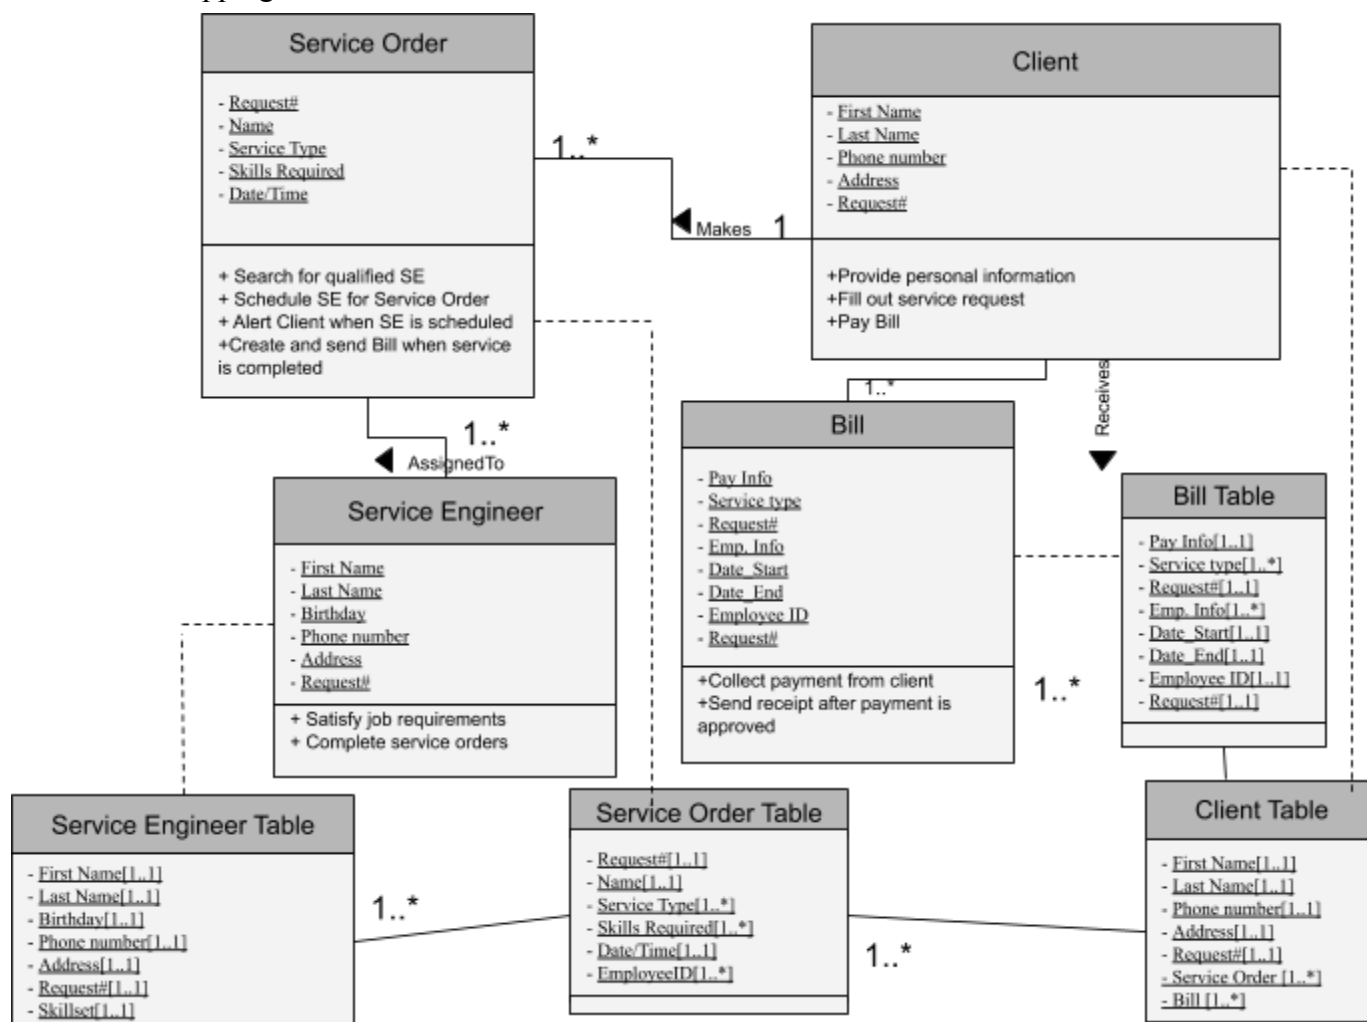 pping
Service Order
- Request#
- Name
- Service Type
- Skills Required
- Date/Time
+ Search for qualified SE
+ Schedule SE for Service Order
+ Alert Client when SE is scheduled
+Create and send Bill when service
is completed
1..*
Makes
1
Client
- First Name
- Last Name
- Phone number
- Address
- Request#
+Provide personal information
+Fill out service request
+Pay Bill
1..*
Receives
1..*
AssignedTo
Service Engineer
- First Name
- Last Name
- Birthday
- Phone number
- Address
- Request#
+ Satisfy job requirements
+ Complete service orders
Bill
- Pay Info
- Service type
- Request#
- Emp. Info
- Date_Start
- Date_End
- Employee ID
- Request#
+Collect payment from client
+Send receipt after payment is
approved
1..*
Bill Table
- Pay Info[1..1]
- Service type[1..*]
- Request#[1..1]
- Emp. Info[1..*]
- Date_Start[1..1]
- Date_End[1..1]
- Employee ID[1..1]
- Request#[1..1]
Service Engineer Table
- First Name[1..1]
- Last Name[1..1]
- Birthday[1..1]
- Phone number[1..1]
- Address[1..1]
- Request#[1..1]
- Skillset[1..1]
1..*
Service Order Table
- Request#[1..1]
- Name[1..1]
- Service Type[1..*]
- Skills Required[1..*]
- Date/Time[1..1]
- EmployeeID[1..*]
1..*
Client Table
- First Name[1..1]
- Last Name[1..1]
- Phone number[1..1]
- Address[1..1]
- Request#[1..1]
- Service Order [1..*]
- Bill [1..*]